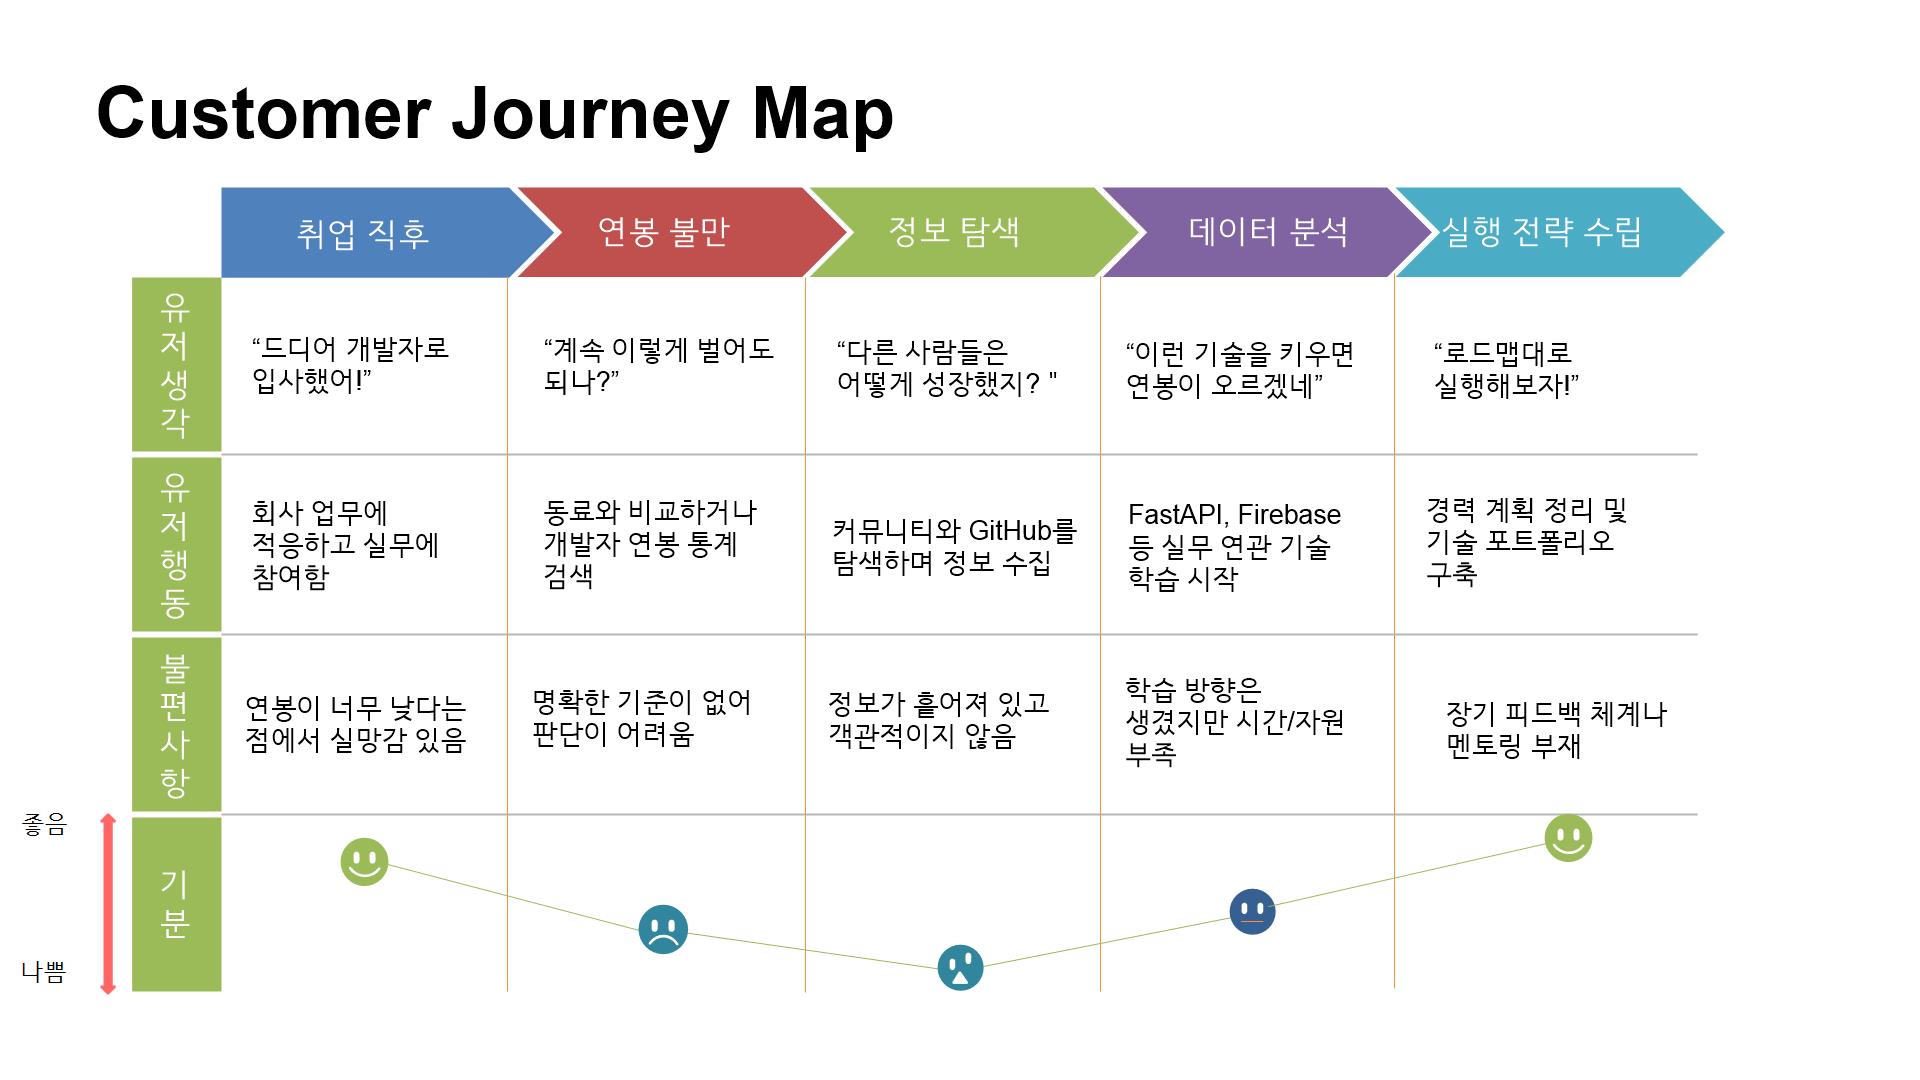 Customer Journey Map
취업 직후
연봉 불만
정보 탐색
데이터 분석
실행 전략 수립
유
저
생
각
“드디어 개발자로
입사했어!”
“계속 이렇게 벌어도
되나?”
“다른 사람들은
어떻게 성장했지? "
“이런 기술을 키우면
연봉이 오르겠네”
“로드맵대로
실행해보자!”
유
저
행
동
회사 업무에
적응하고 실무에
참여함
동료와 비교하거나
개발자 연봉 통계
검색
커뮤니티와 GitHub를
탐색하며 정보 수집
FastAPI, Firebase
등 실무 연관 기술
학습 시작
경력 계획 정리 및
기술 포트폴리오
구축
불
편
사
항
연봉이 너무 낮다는
점에서 실망감 있음
명확한 기준이 없어
판단이 어려움
정보가 흩어져 있고
객관적이지 않음
학습 방향은
생겼지만 시간/자원
부족
장기 피드백 체계나
멘토링 부재
좋음
기
분
나쁨